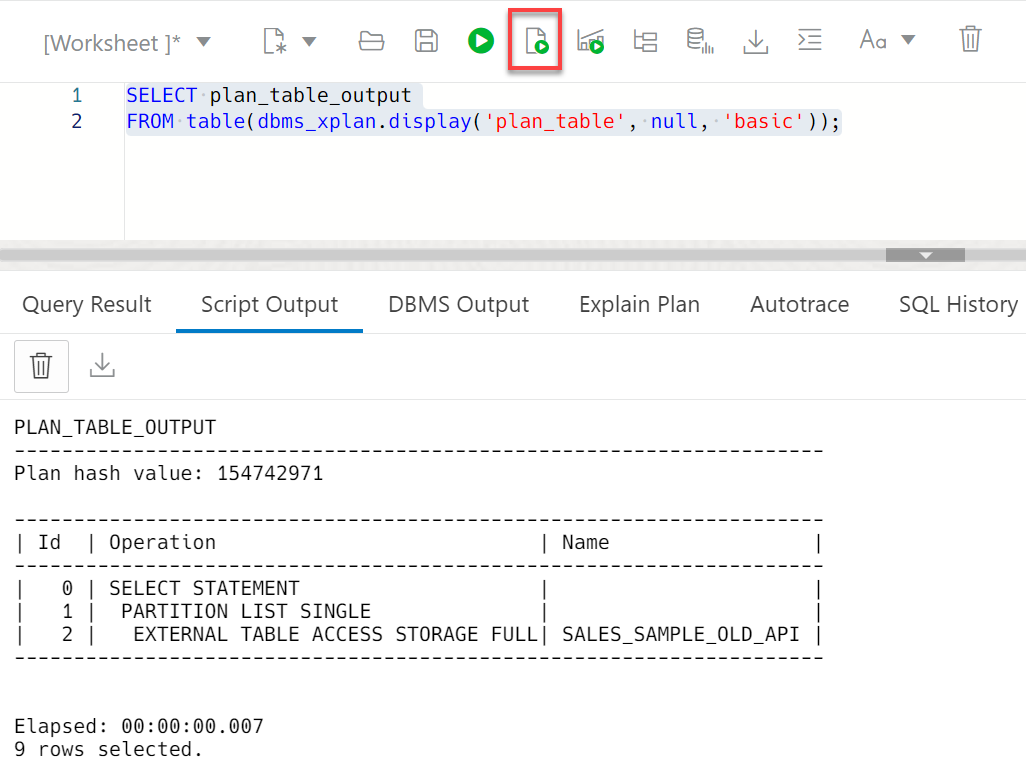 [Worksheet ]*
Aa
1 SELECT plan_table_output
2 FROM table(dbms_xplan.display('plan_table', null, 'basic'));
Query Result Script Output DBMS Output Explain Plan Autotrace SQL History
PLAN_TABLE_OUTPUT
--------------------------------------------------------------------
Plan hash value: 154742971
--------------------------------------------------------------------
| Id  | Operation                           | Name                 |
--------------------------------------------------------------------
|   0 | SELECT STATEMENT                    |                      |
|   1 |  PARTITION LIST SINGLE              |                      |
|   2 |   EXTERNAL TABLE ACCESS STORAGE FULL| SALES_SAMPLE_OLD_API |
--------------------------------------------------------------------
Elapsed: 00:00:00.007
9 rows selected.